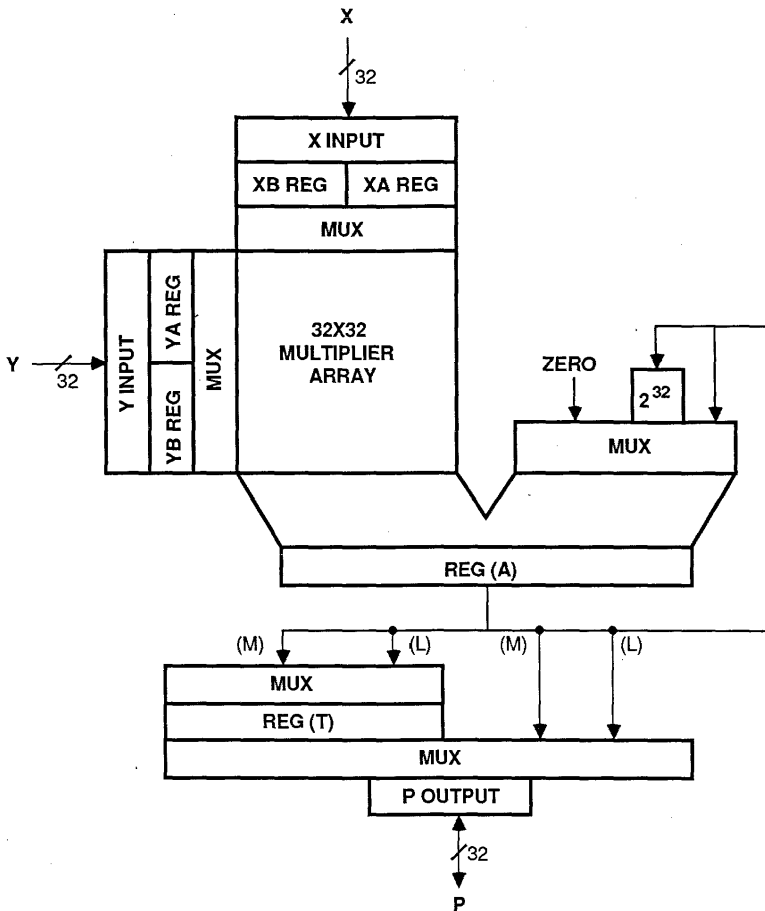 X
32
X INPUT
XB REG
XA REG
MUX
Y
32
Y INPUT
YA REG
YB REG
MUX
32X32
MULTIPLIER
ARRAY
ZERO
2^32
MUX
REG (A)
(M)
(L)
(M)
(L)
MUX
REG (T)
MUX
P OUTPUT
32
P